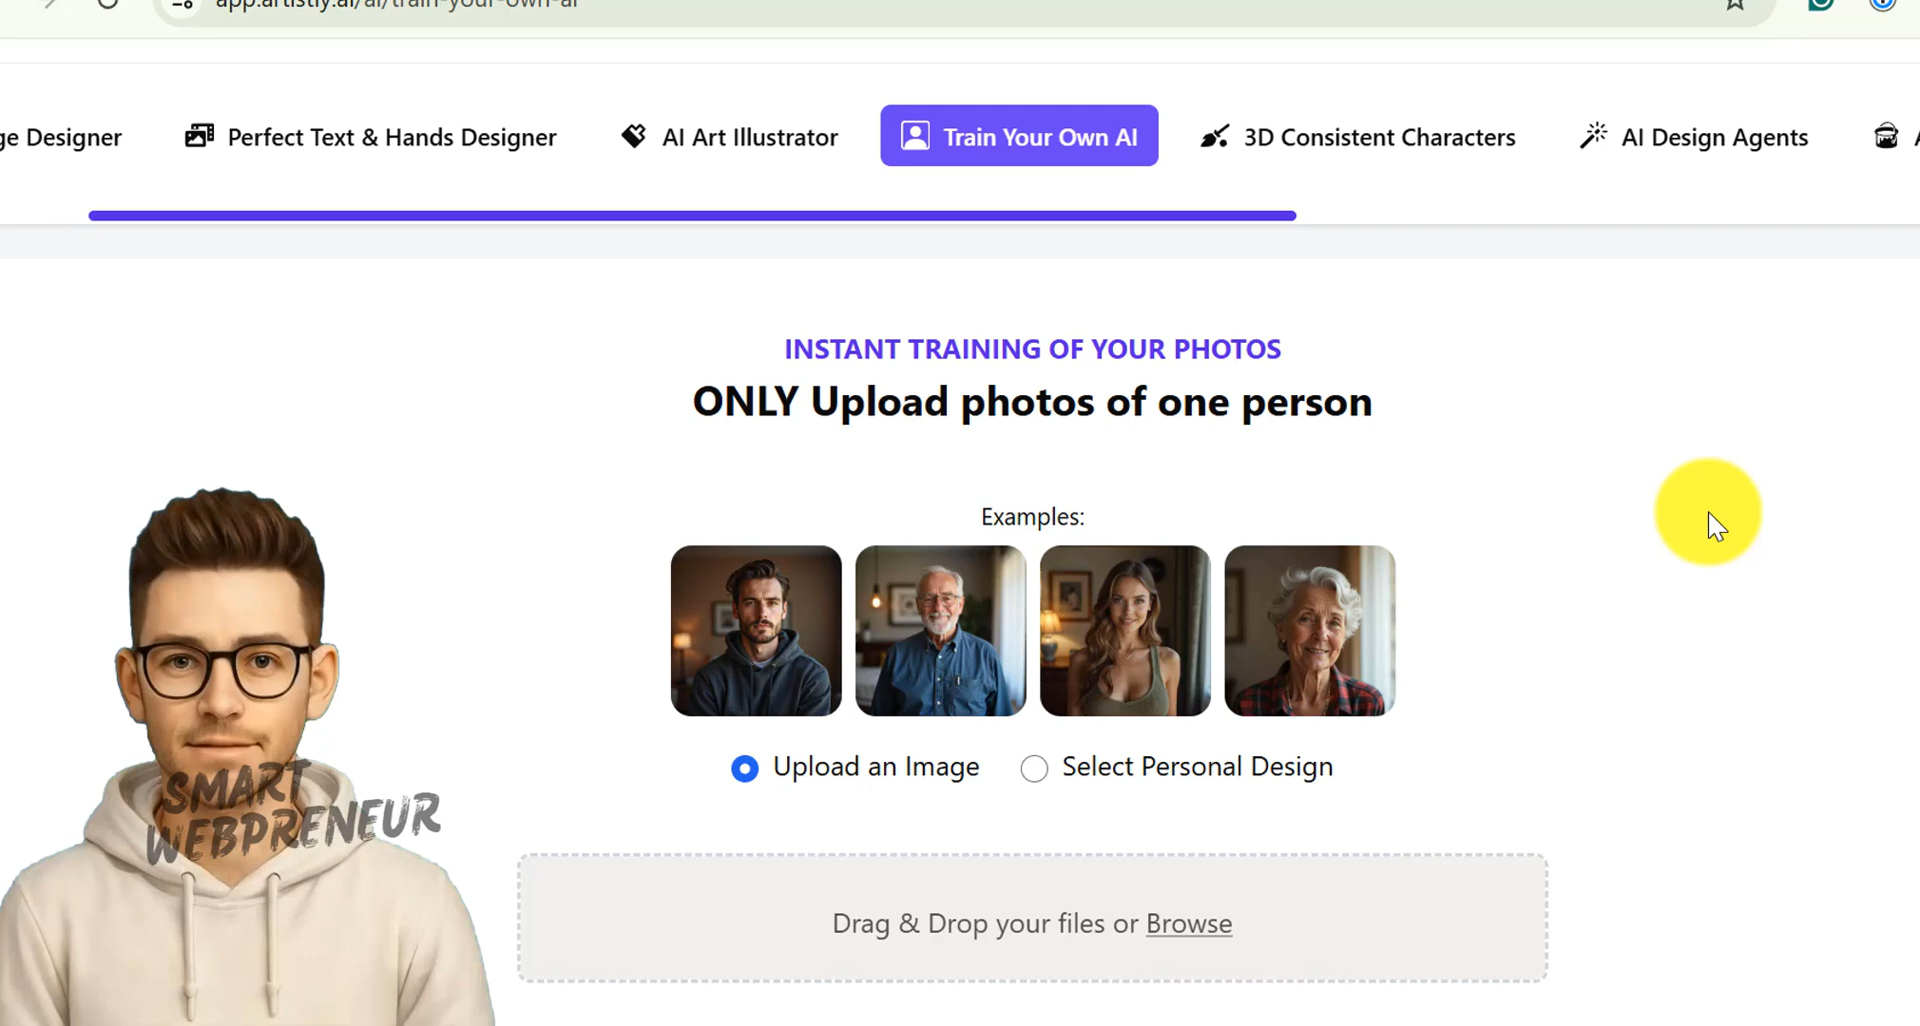 app.artistly.ai/ai/train-your-own-ai
ge Designer
Perfect Text & Hands Designer
AI Art Illustrator
Train Your Own AI
3D Consistent Characters
AI Design Agents
INSTANT TRAINING OF YOUR PHOTOS
ONLY Upload photos of one person
Examples:
Upload an Image
Select Personal Design
SMART
WEBPRENEUR
Drag & Drop your files or Browse